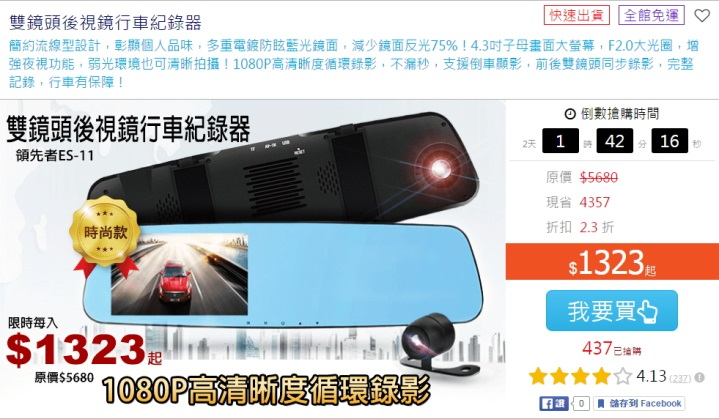 雙鏡頭後視鏡行車紀錄器
快速出貨
全館免運
簡約流線型設計，彰顯個人品味，多重電鍍防眩藍光鏡面，減少鏡面反光75%！4.3吋子母畫面大螢幕，F2.0大光圈，增
強夜視功能，弱光環境也可清晰拍攝！1080P高清晰度循環錄影，不漏秒，支援倒車顯影，前後雙鏡頭同步錄影，完整
記錄，行車有保障！
雙鏡頭後視鏡行車紀錄器
領先者ES-11
TF AV-IN USB
RESET
時尚款
限時每入
$1323起
原價$5680
1080P高清晰度循環錄影
倒數搶購時間
2天 1 時 42 分 16 秒
原價 $5680
現省 4357
折扣 2.3 折
$1323起
我要買
437已搶購
4.13 (237)
讚 0
儲存到 Facebook